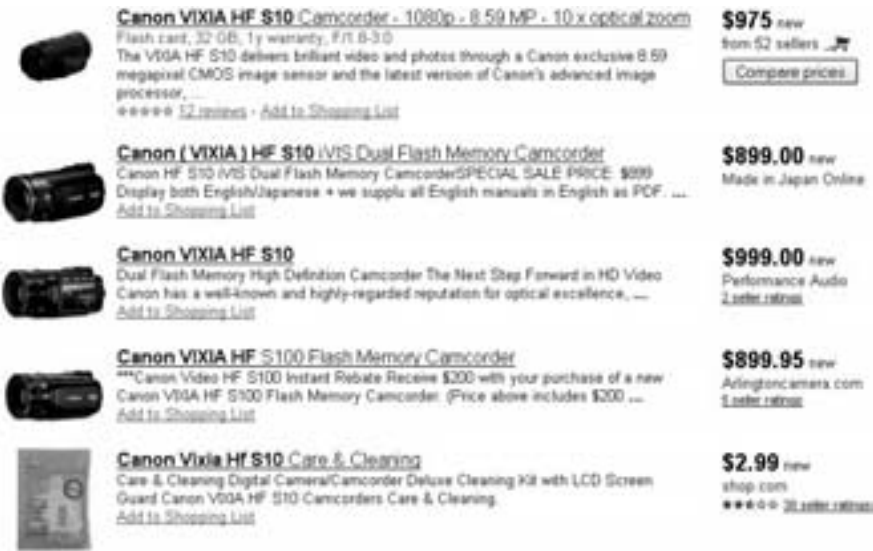 Canon VIXIA HF S10 Camcorder - 1080p - 8.59 MP - 10 x optical zoom
Flash card, 32 GB, 1y warranty, F/1.8-3.0
The VIXIA HF S10 delivers brilliant video and photos through a Canon exclusive 8.59
megapixel CMOS image sensor and the latest version of Canon's advanced image
processor, ...
12 reviews - Add to Shopping List
$975 new
from 52 sellers
Compare prices
Canon ( VIXIA ) HF S10 iVIS Dual Flash Memory Camcorder
Canon HF S10 iVIS Dual Flash Memory CamcorderSPECIAL SALE PRICE $899
Display both English/Japanese + we supplu all English manuals in English as PDF. ...
Add to Shopping List
$899.00 new
Made in Japan Online
Canon VIXIA HF S10
Dual Flash Memory High Definition Camcorder The Next Step Forward in HD Video
Canon has a well-known and highly-regarded reputation for optical excellence, ...
Add to Shopping List
$999.00 new
Performance Audio
2 seller ratings
Canon VIXIA HF S100 Flash Memory Camcorder
***Canon Video HF S100 Instant Rebate Receive $200 with your purchase of a new
Canon VIXIA HF S100 Flash Memory Camcorder. (Price above includes $200 ...
Add to Shopping List
$899.95 new
Arlingtoncamera.com
6 seller ratings
Canon Vixia Hf S10 Care & Cleaning
Care & Cleaning Digital Camera/Camcorder Deluxe Cleaning Kit with LCD Screen
Guard Canon VIXIA HF S10 Camcorders Care & Cleaning.
Add to Shopping List
$2.99 new
shop.com
38 seller ratings